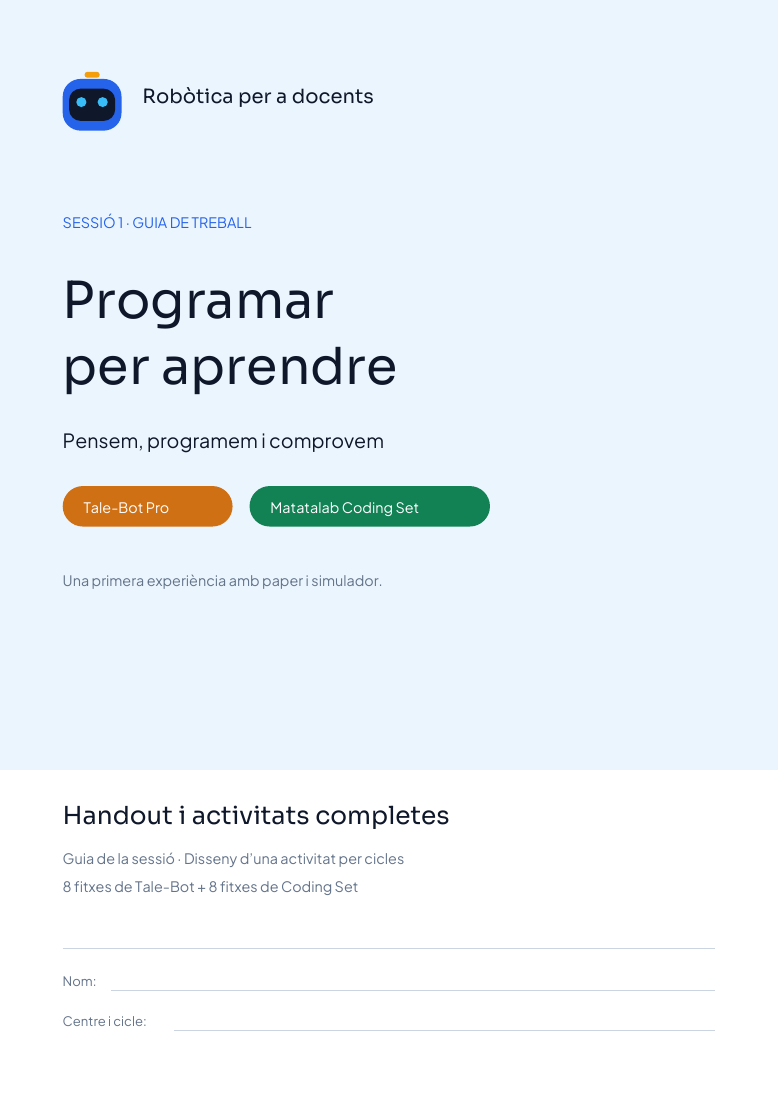 Robòtica per a docents
SESSIÓ 1 · GUIA DE TREBALL
Programar
per aprendre
Pensem, programem i comprovem
Tale-Bot Pro
Matatalab Coding Set
Una primera experiència amb paper i simulador.
Handout i activitats completes
Guia de la sessió · Disseny d’una activitat per cicles
8 fitxes de Tale-Bot + 8 fitxes de Coding Set
Nom:
Centre i cicle: